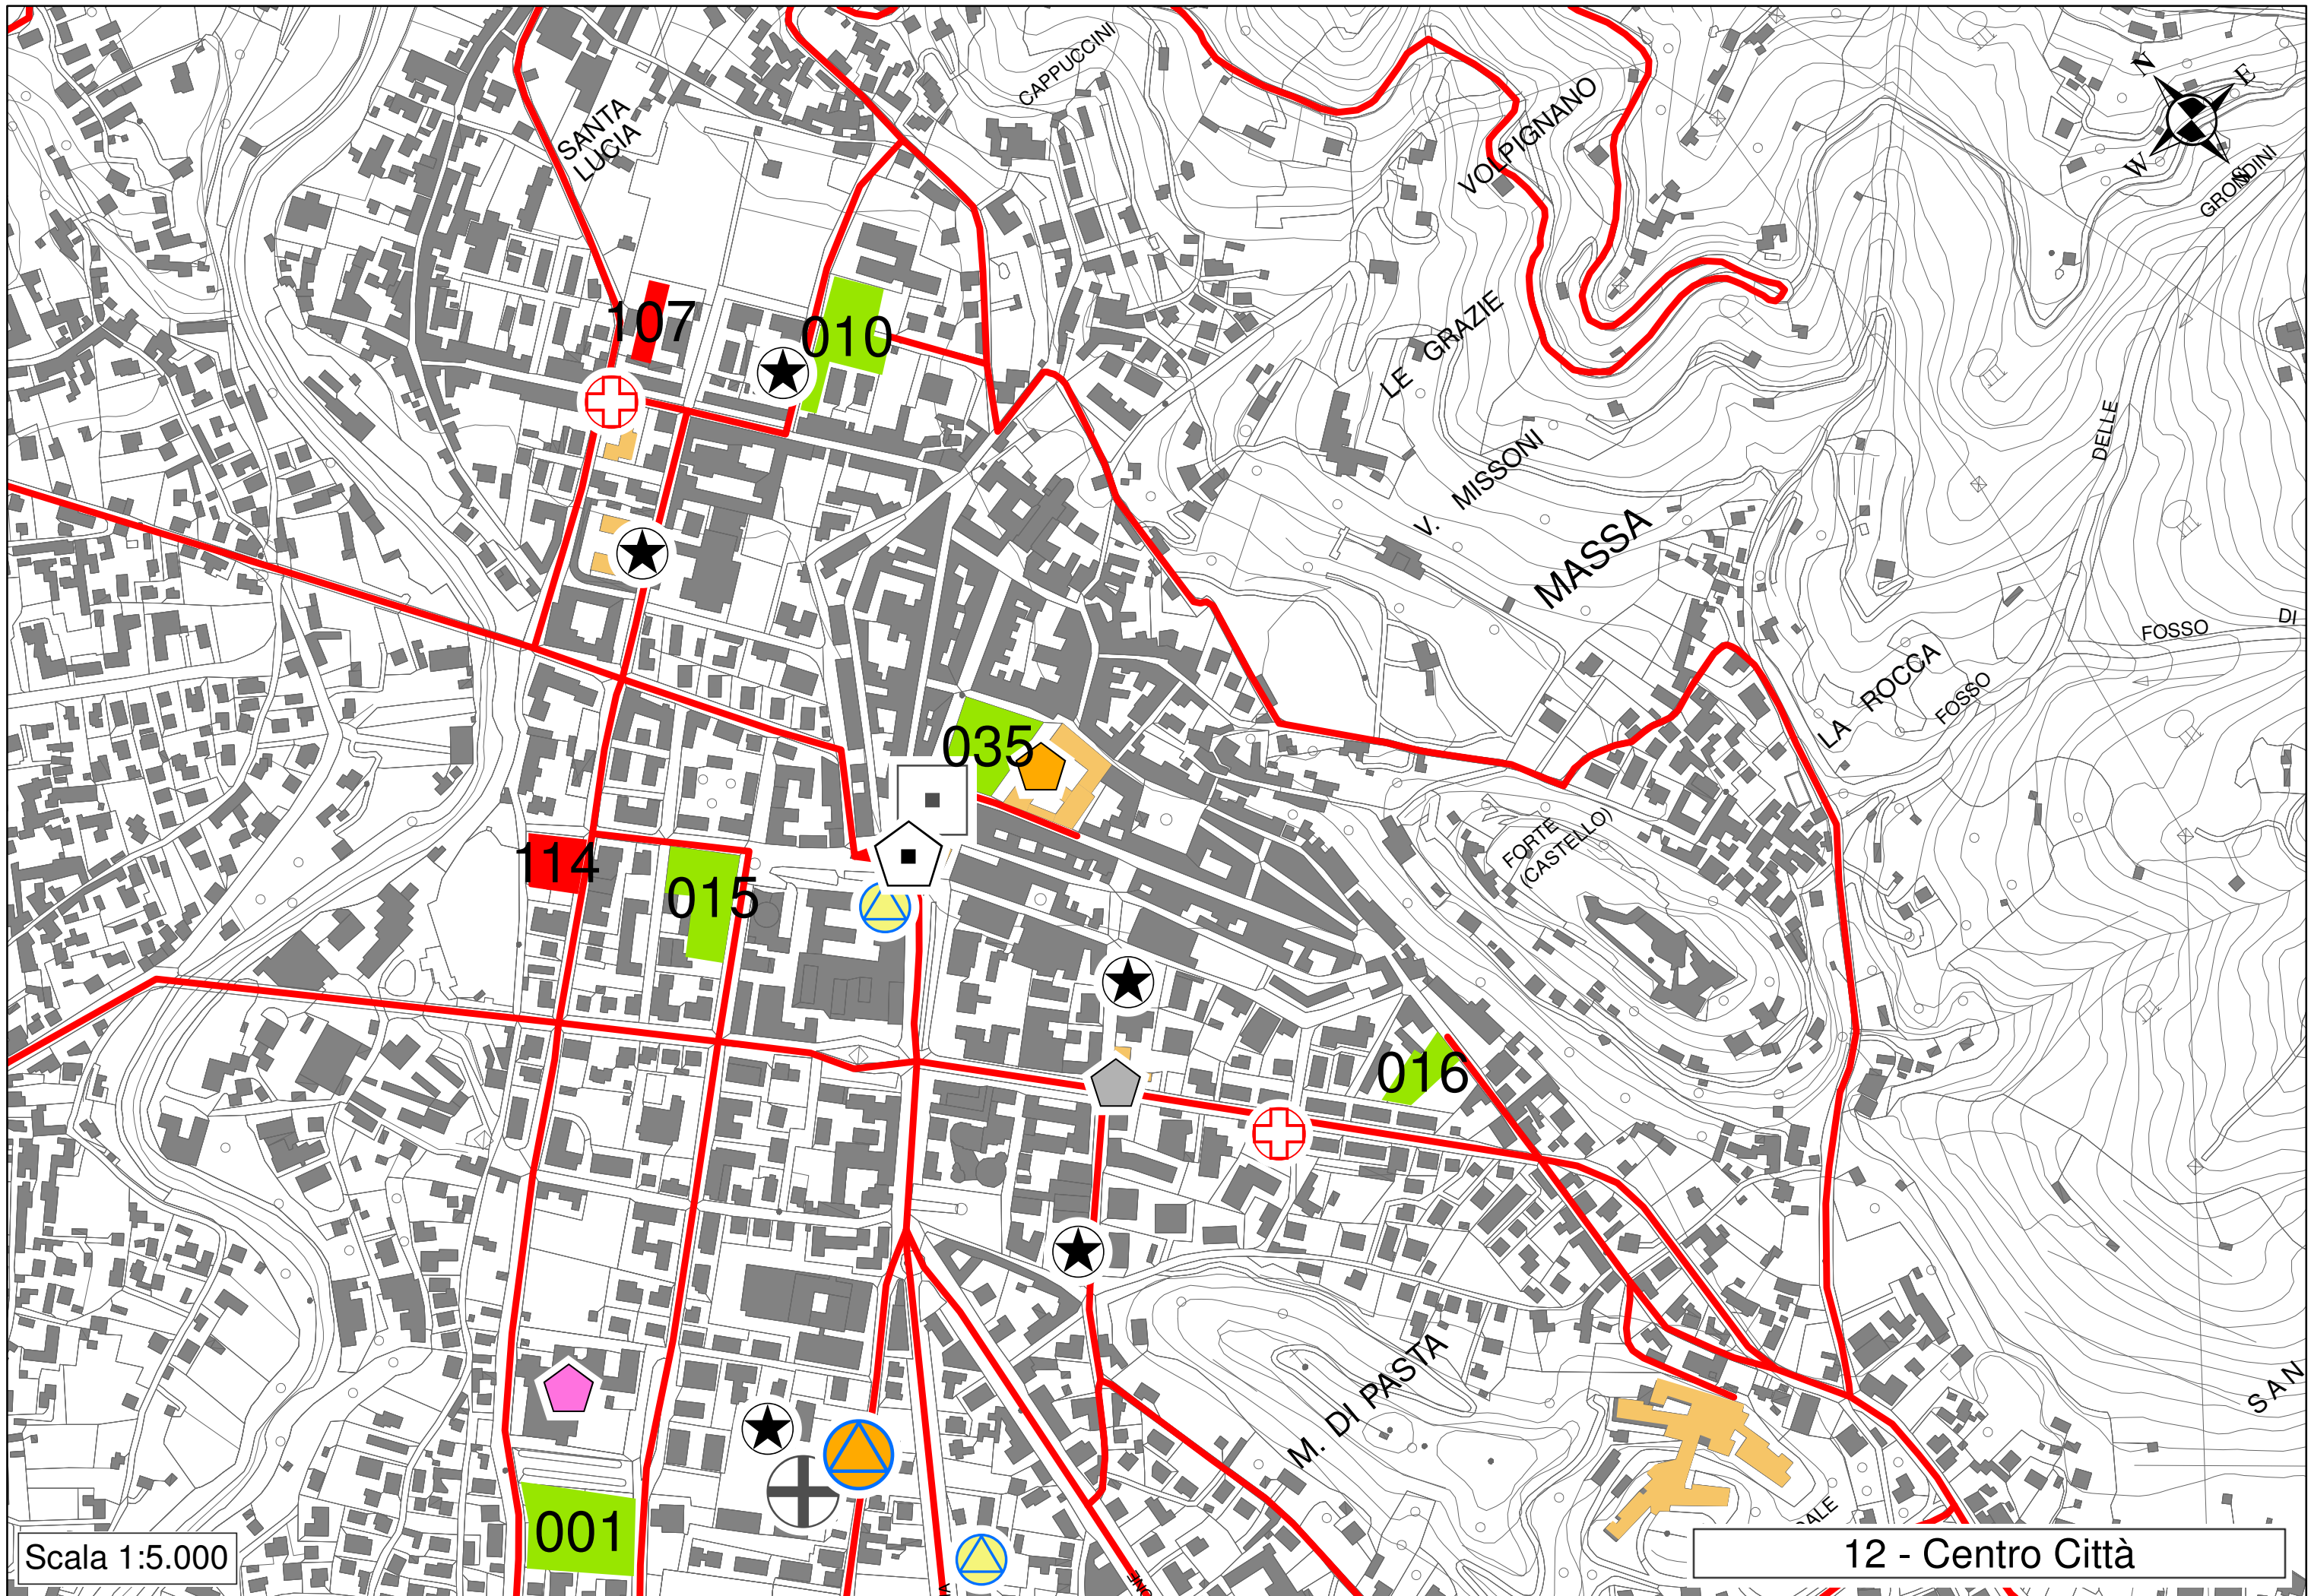 CAPPUCCINI
SANTA
LUCIA
VOLPIGNANO
N
E
W
S
GRONDINI
107
010
LE GRAZIE
DELLE
V. MISSONI
MASSA
FOSSO
DI
LA ROCCA
FOSSO
035
FORTE
(CASTELLO)
114
015
016
M. DI PASTA
SAN
001
Scala 1:5.000
12 - Centro Città